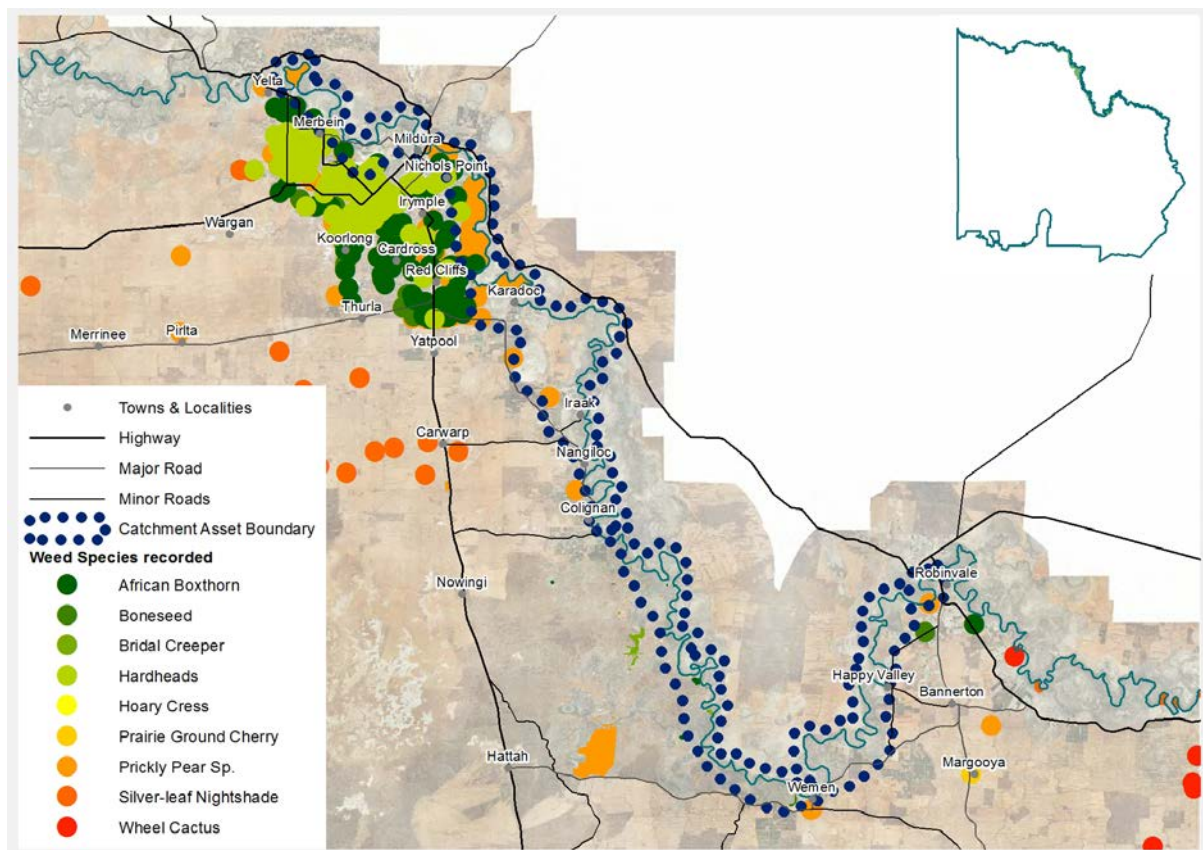 Yelta
Merbein
Mildura
Nichols Point
Irymple
Wargan
Koorlong
Cardross
Red Cliffs
Karadoc
Thurla
Merrinee
Pirlta
Yatpool
Iraak
Carwarp
Nangiloc
Colignan
Nowingi
Robinvale
Happy Valley
Bannerton
Hattah
Margooya
Wemen
Towns & Localities
Highway
Major Road
Minor Roads
Catchment Asset Boundary
Weed Species recorded
African Boxthorn
Boneseed
Bridal Creeper
Hardheads
Hoary Cress
Prairie Ground Cherry
Prickly Pear Sp.
Silver-leaf Nightshade
Wheel Cactus